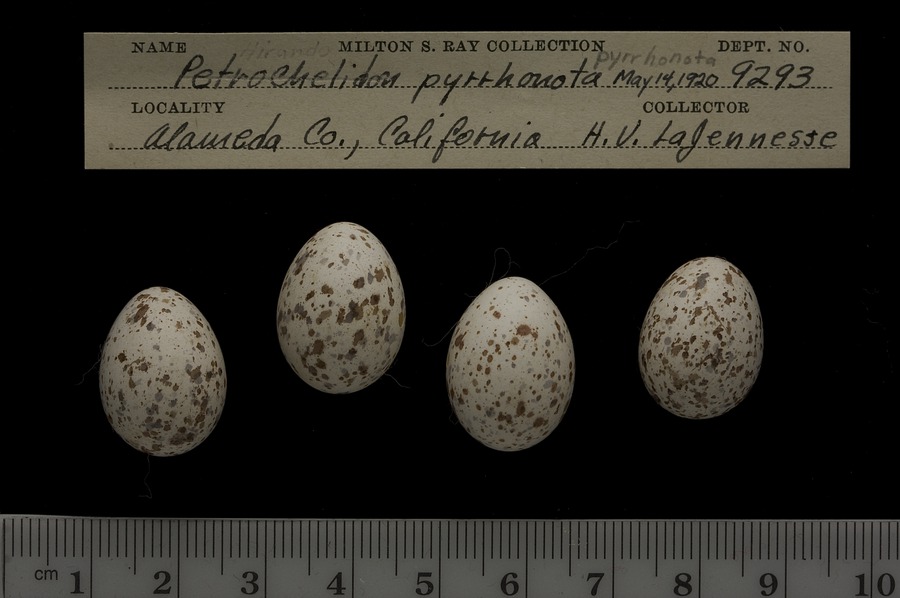 NAME Hirundo MILTON S. RAY COLLECTION pyrrhonota DEPT. NO.
Petrochelidon pyrrhonota May 14, 1920 9293
LOCALITY COLLECTOR
Alameda Co., California H. V. LaJennesse
cm 1 2 3 4 5 6 7 8 9 10